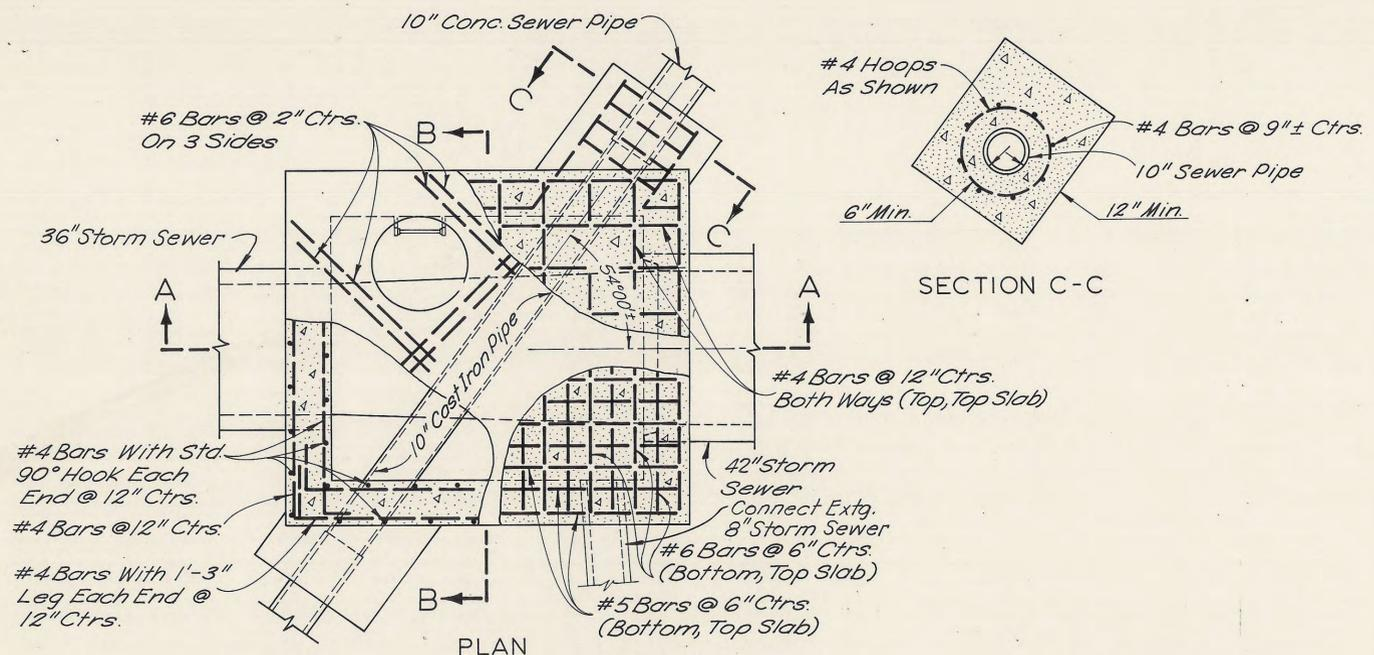 10" Conc. Sewer Pipe
#6 Bars @ 2" Ctrs.
On 3 Sides
B
C
C
36" Storm Sewer
A
A
54°00'±
10" Cast Iron Pipe
#4 Bars @ 12" Ctrs.
Both Ways (Top, Top Slab)
#4 Bars With Std.
90° Hook Each
End @ 12" Ctrs.
#4 Bars @ 12" Ctrs.
#4 Bars With 1'-3"
Leg Each End @
12" Ctrs.
42" Storm
Sewer
Connect Extg.
8" Storm Sewer
#6 Bars @ 6" Ctrs.
(Bottom, Top Slab)
#5 Bars @ 6" Ctrs.
(Bottom, Top Slab)
B
PLAN
#4 Hoops
As Shown
#4 Bars @ 9"± Ctrs.
10" Sewer Pipe
6" Min.
12" Min.
SECTION C-C